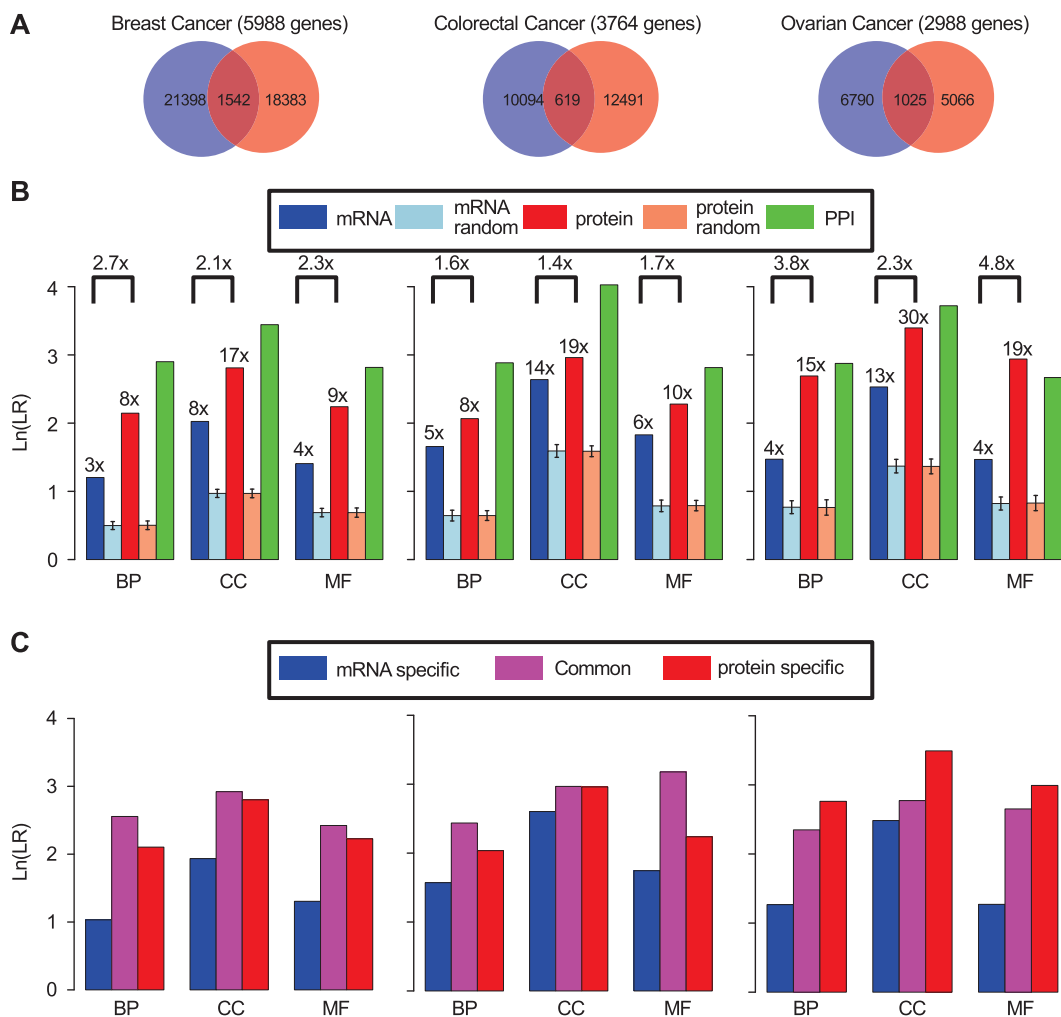 A
Breast Cancer (5988 genes)
Colorectal Cancer (3764 genes)
Ovarian Cancer (2988 genes)
21398 1542 18383
10094 619 12491
6790 1025 5066
B
mRNA
mRNA random
protein
protein random
PPI
2.7x 2.1x 2.3x
1.6x 1.4x 1.7x
3.8x 2.3x 4.8x
Ln(LR)
4
3
2
1
0
3x 8x 8x 17x 4x 9x
5x 8x 14x 19x 6x 10x
4x 15x 13x 30x 4x 19x
BP CC MF
BP CC MF
BP CC MF
C
mRNA specific
Common
protein specific
Ln(LR)
4
3
2
1
0
BP CC MF
BP CC MF
BP CC MF